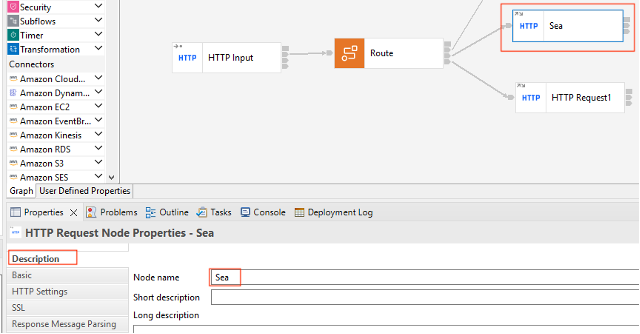 Security
Subflows
Timer
Transformation
Connectors
Amazon Cloud...
Amazon Dynam...
Amazon EC2
Amazon EventBr...
Amazon Kinesis
Amazon RDS
Amazon S3
Amazon SES
HTTP HTTP Input
Route
HTTP Sea
HTTP HTTP Request1
Graph User Defined Properties
Properties Problems Outline Tasks Console Deployment Log
HTTP HTTP Request Node Properties - Sea
Description
Basic
HTTP Settings
SSL
Response Message Parsing
Node name Sea
Short description
Long description